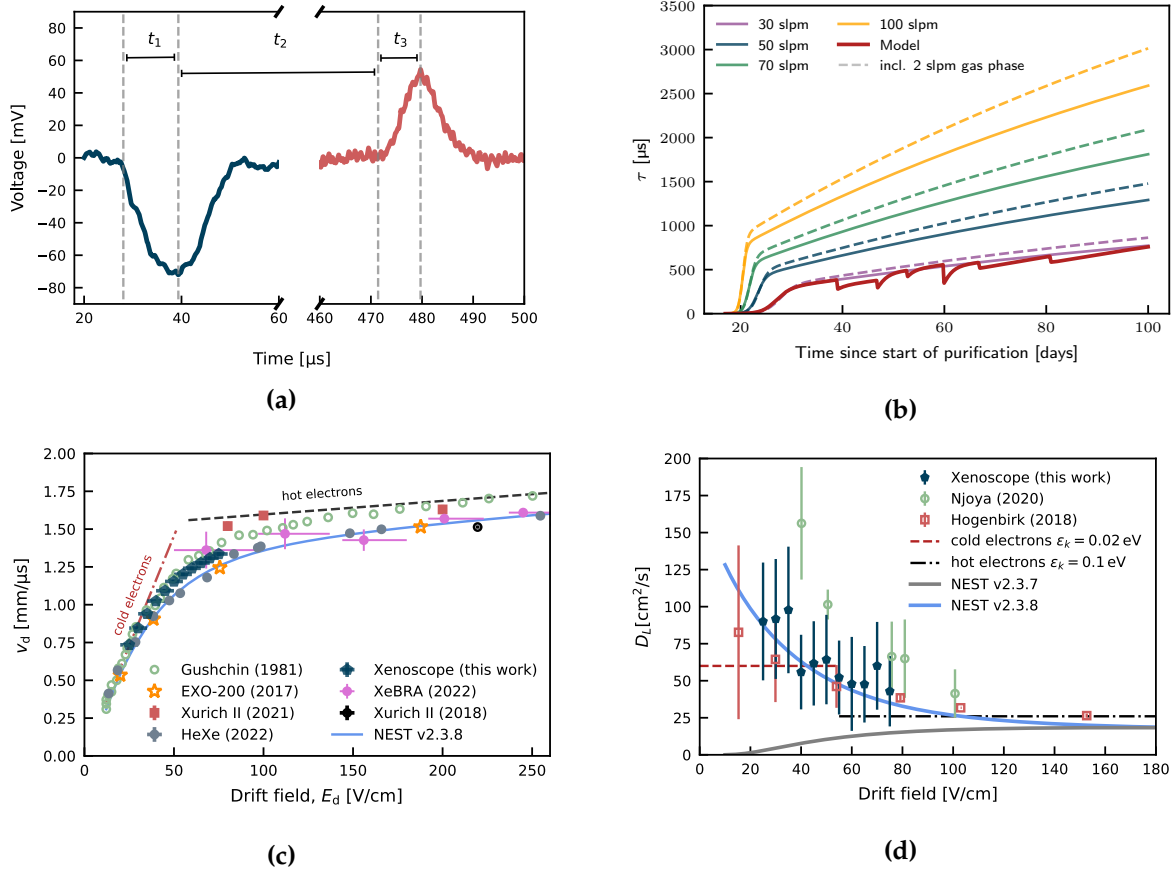 t1
t2
t3
80
60
40
20
0
−20
−40
−60
−80
Voltage [mV]
20
40
60
460
470
480
490
500
Time [μs]
(a)
30 slpm
50 slpm
70 slpm
100 slpm
Model
incl. 2 slpm gas phase
3500
3000
2500
2000
1500
1000
500
0
τ
[μs]
20
40
60
80
100
Time since start of purification [days]
(b)
2.00
1.75
1.50
1.25
1.00
0.75
0.50
0.25
0.00
vd [mm/μs]
hot electrons
cold electrons
Gushchin (1981)
EXO-200 (2017)
Xurich II (2021)
HeXe (2022)
Xenoscope (this work)
XeBRA (2022)
Xurich II (2018)
NEST v2.3.8
0
50
100
150
200
250
Drift field, Ed [V/cm]
(c)
200
175
150
125
100
75
50
25
0
DL[cm²/s]
Xenoscope (this work)
Njoya (2020)
Hogenbirk (2018)
cold electrons εk = 0.02 eV
hot electrons εk = 0.1 eV
NEST v2.3.7
NEST v2.3.8
0
20
40
60
80
100
120
140
160
180
Drift field [V/cm]
(d)